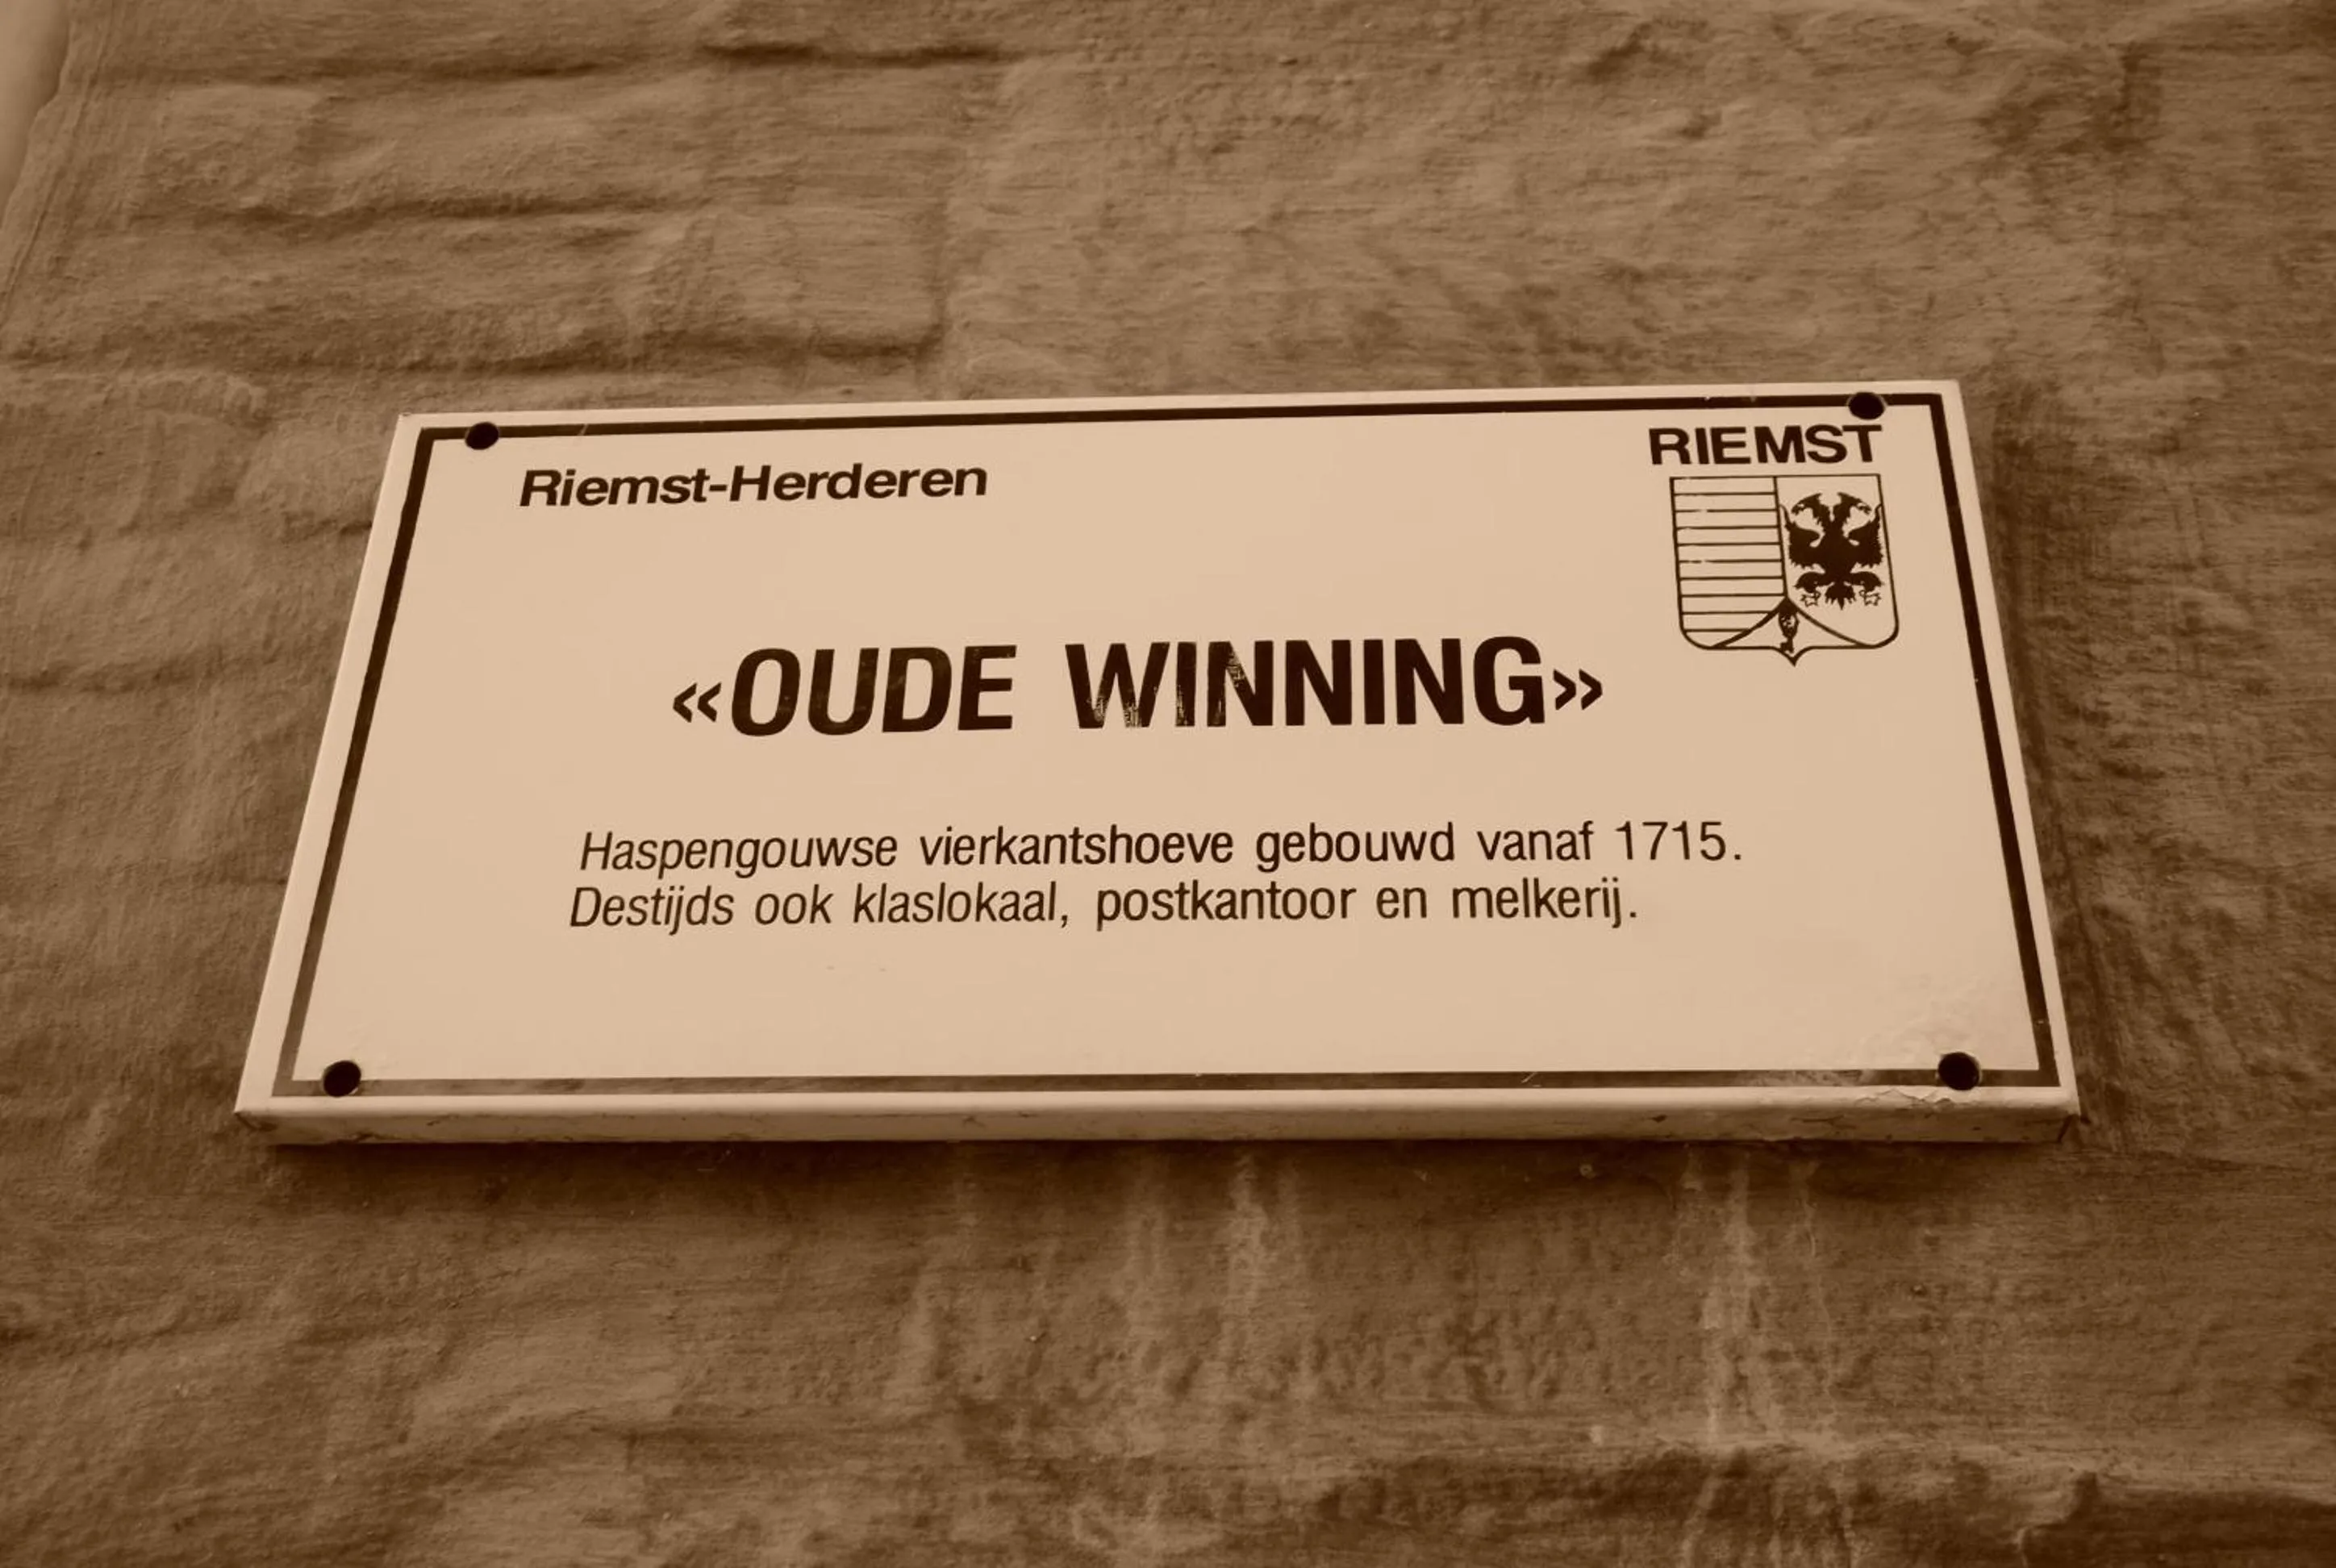 Riemst-Herderen
RIEMST
«OUDE WINNING»
Haspengouwse vierkantshoeve gebouwd vanaf 1715.
Destijds ook klaslokaal, postkantoor en melkerij.